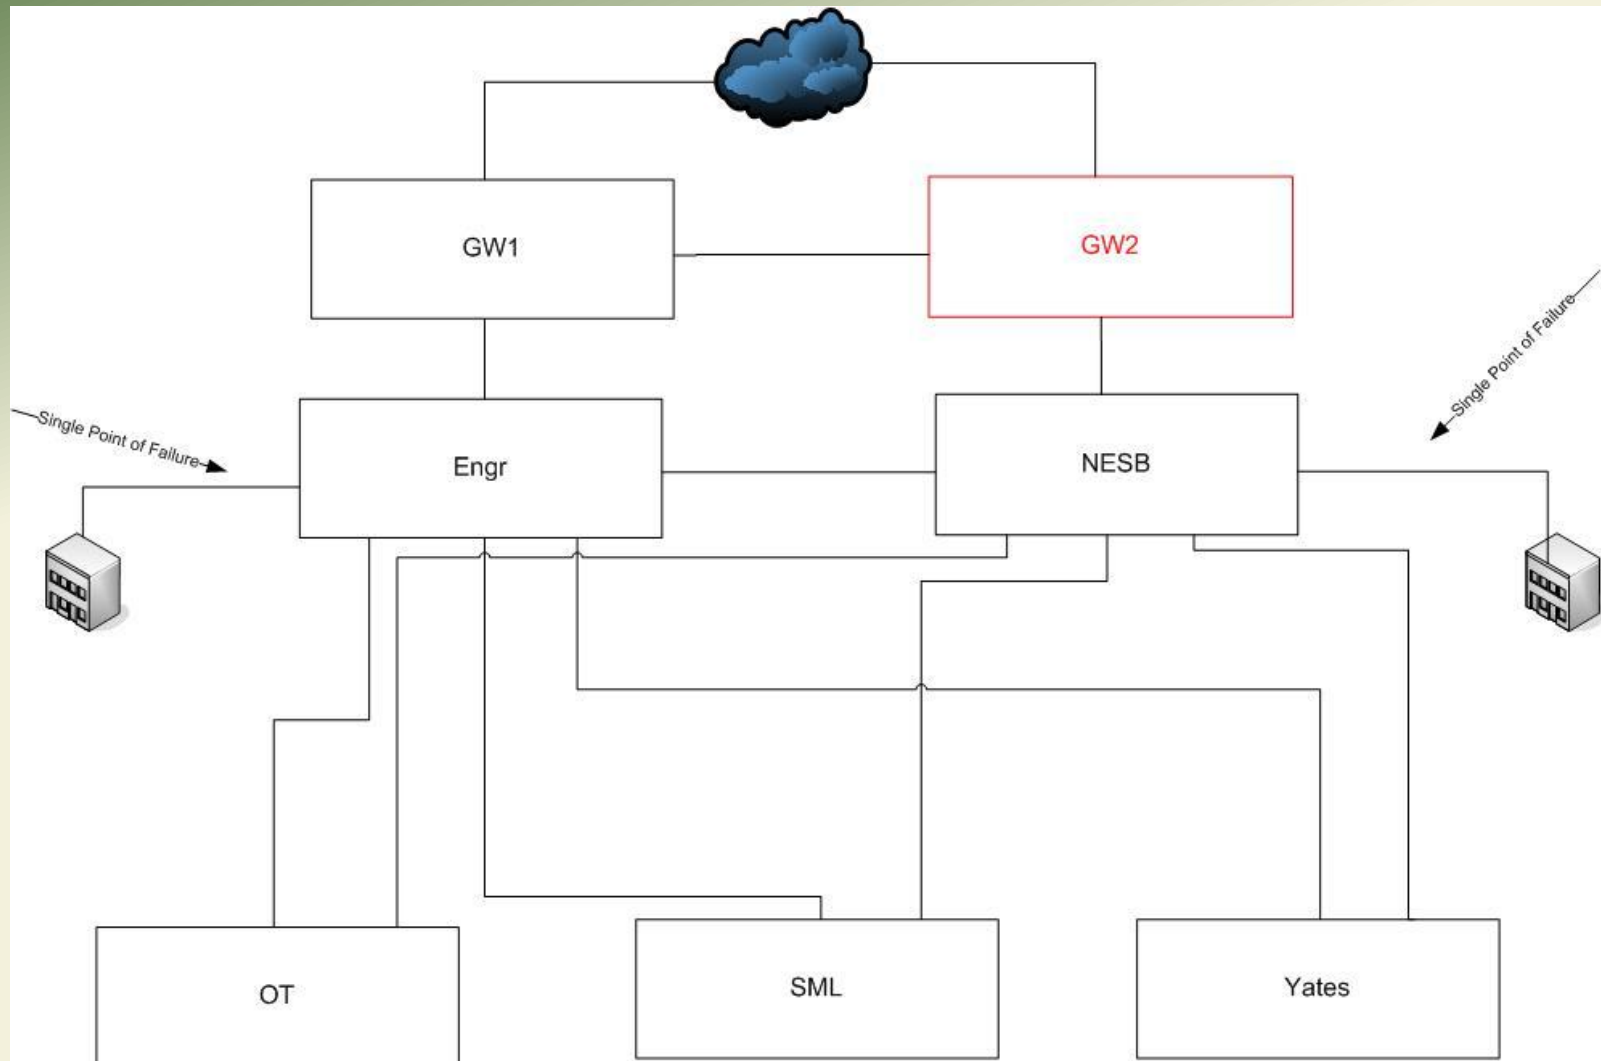 GW1
GW2
Single Point of Failure
Single Point of Failure
Engr
NESB
OT
SML
Yates